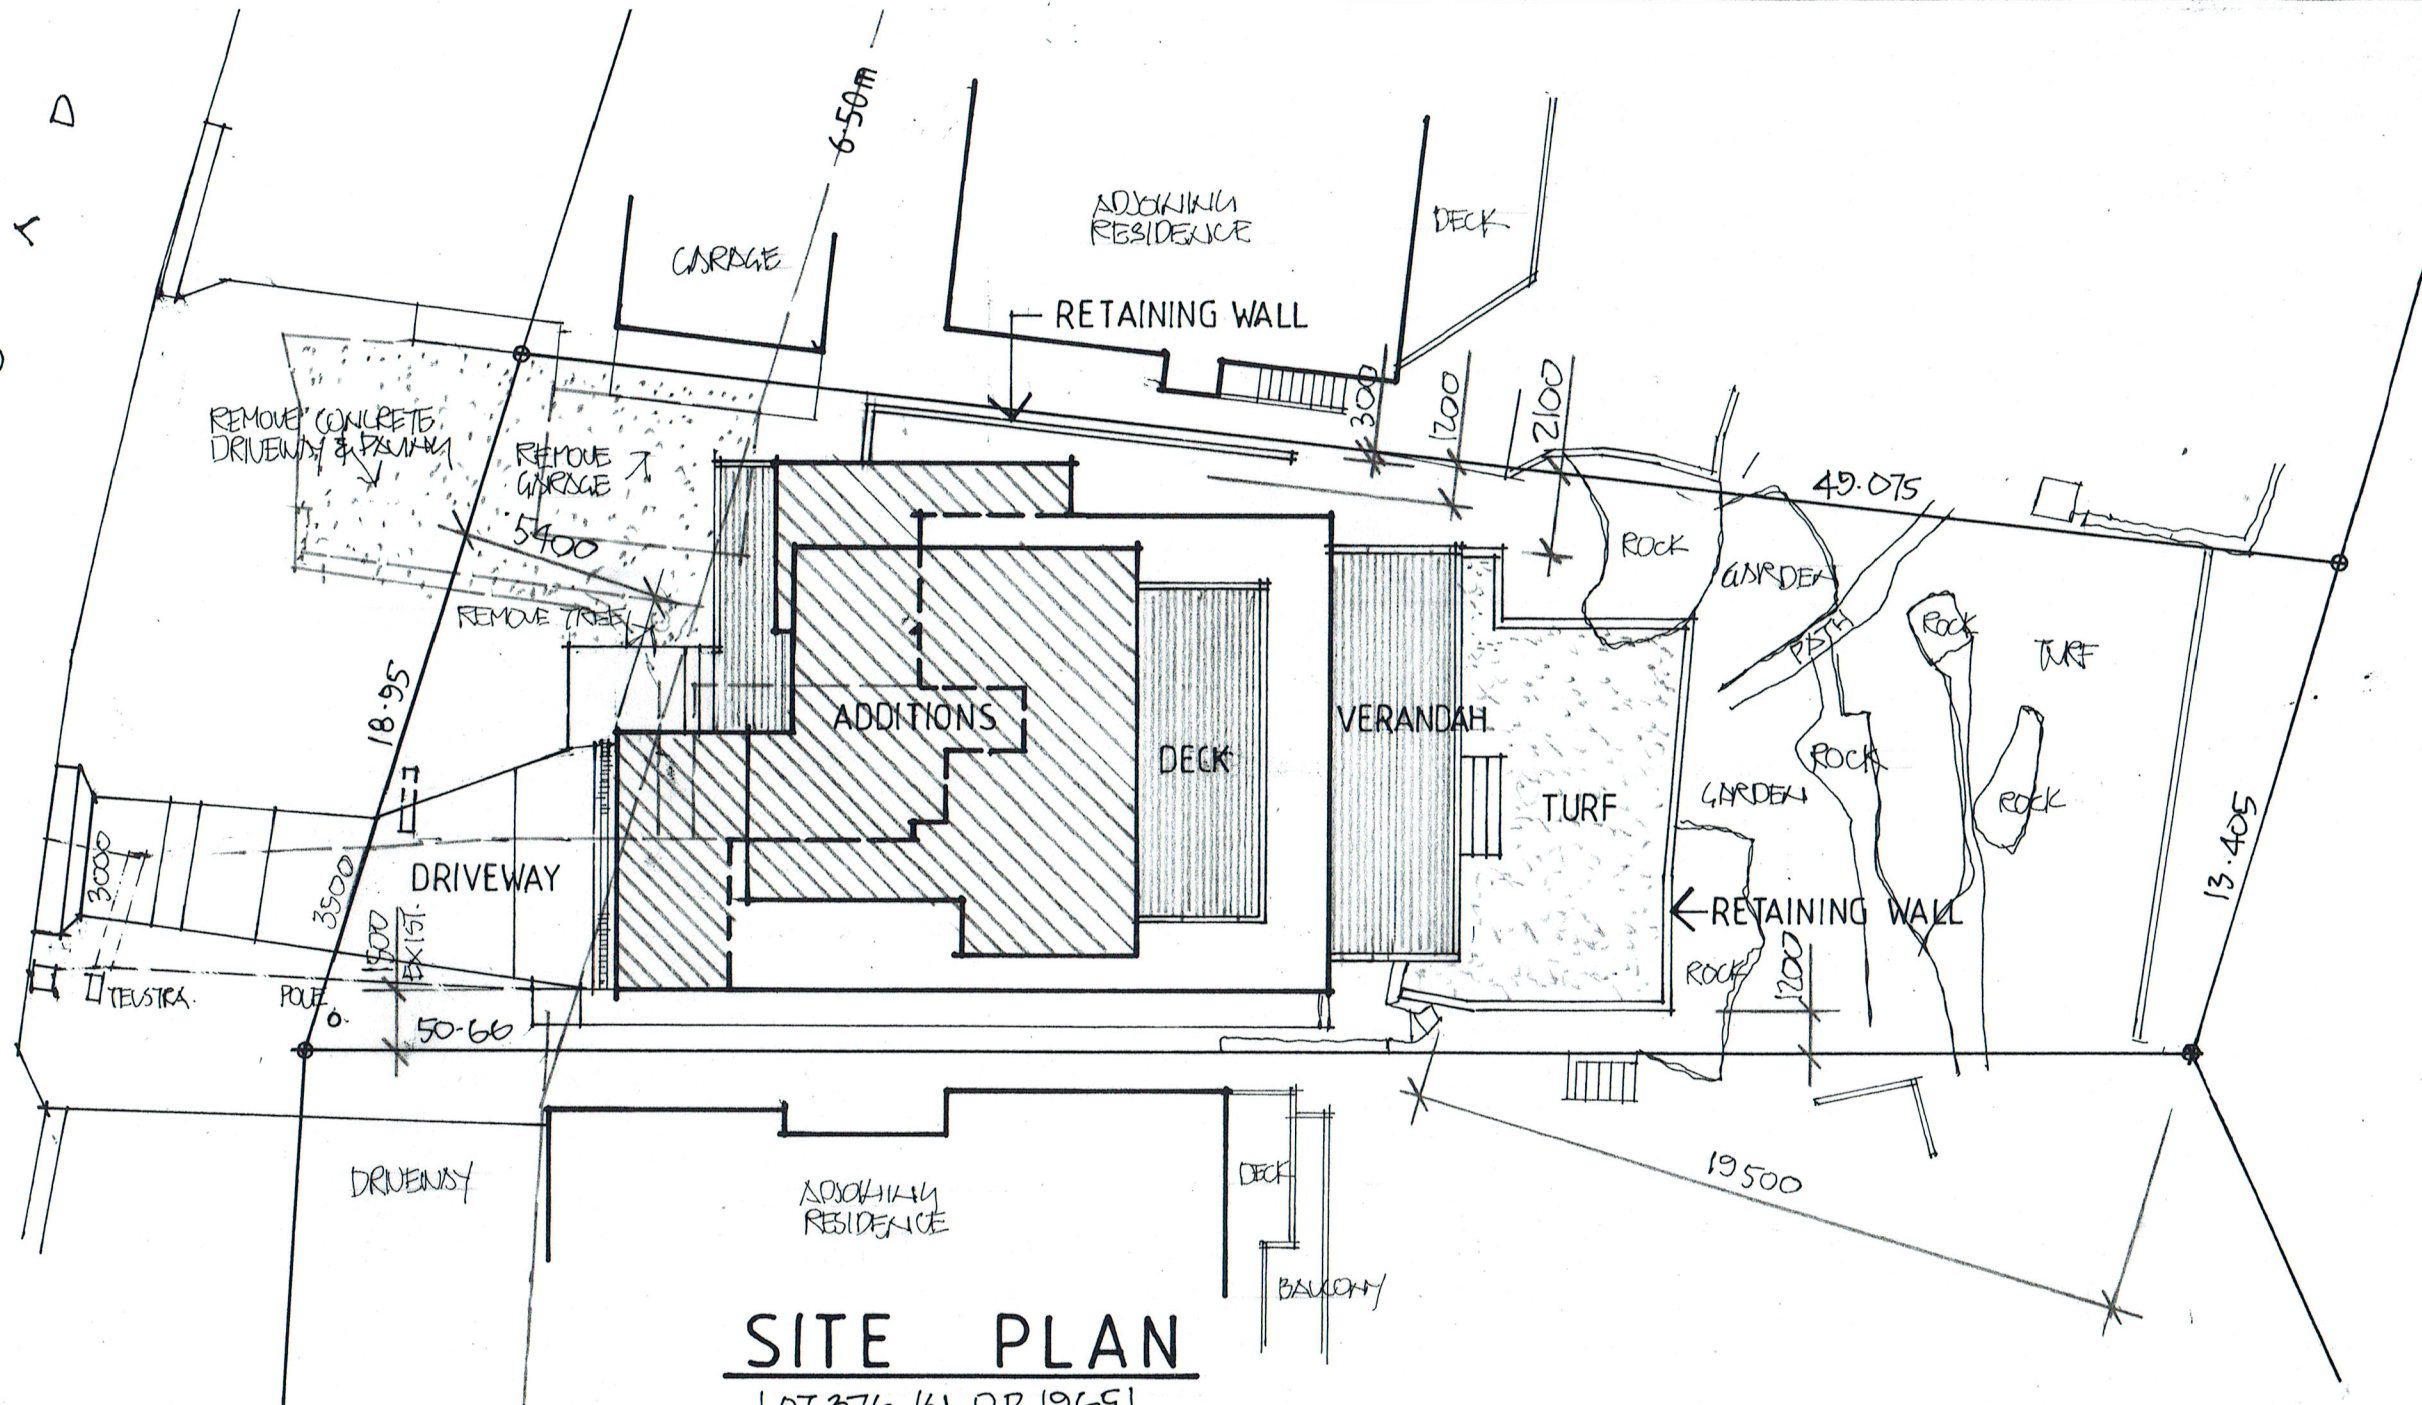 D
6.50m
ADJOINING
RESIDENCE
DECK
GARAGE
RETAINING WALL
3000
1200
2100
REMOVE CONCRETE
DRIVEWAY & PAVING
REMOVE
GARAGE
5400
49.075
ROCK
GARDEN
REMOVE TREE
PATH
ROCK
TURF
18.95
ADDITIONS
VERANDAH
DECK
ROCK
GARDEN
TURF
ROCK
3000
DRIVEWAY
3500
13.405
RETAINING WALL
EXIST.
ROCK
1200
TELSTRA.
POLE
50.66
DRIVEWAY
ADJOINING
RESIDENCE
DECK
19500
BALCONY
SITE PLAN